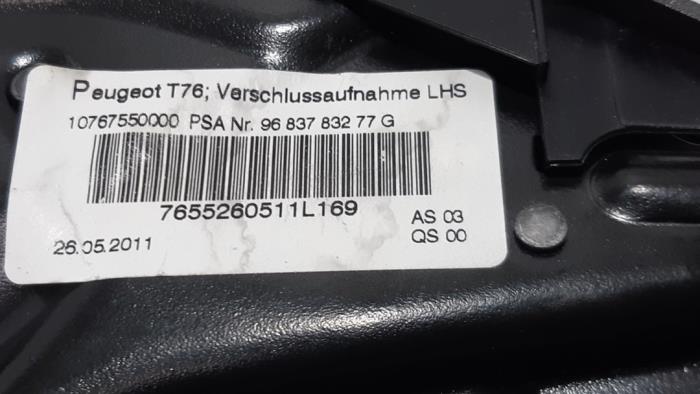 Peugeot T76; Verschlussaufnahme LHS
10767550000 PSA Nr. 96 837 832 77 G
7655260511L169
AS 03
26.05.2011
QS 00